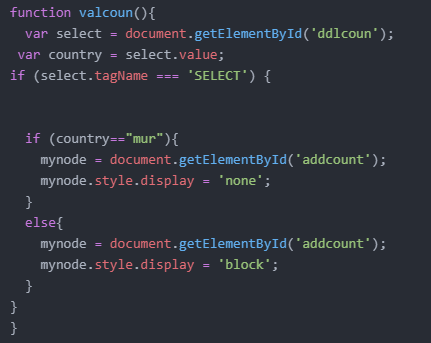 function valcoun(){
  var select = document.getElementById('ddlcoun');
 var country = select.value;
if (select.tagName === 'SELECT') {
  if (country=="mur"){
    mynode = document.getElementById('addcount');
    mynode.style.display = 'none';
  }
  else{
    mynode = document.getElementById('addcount');
    mynode.style.display = 'block';
  }
}
}